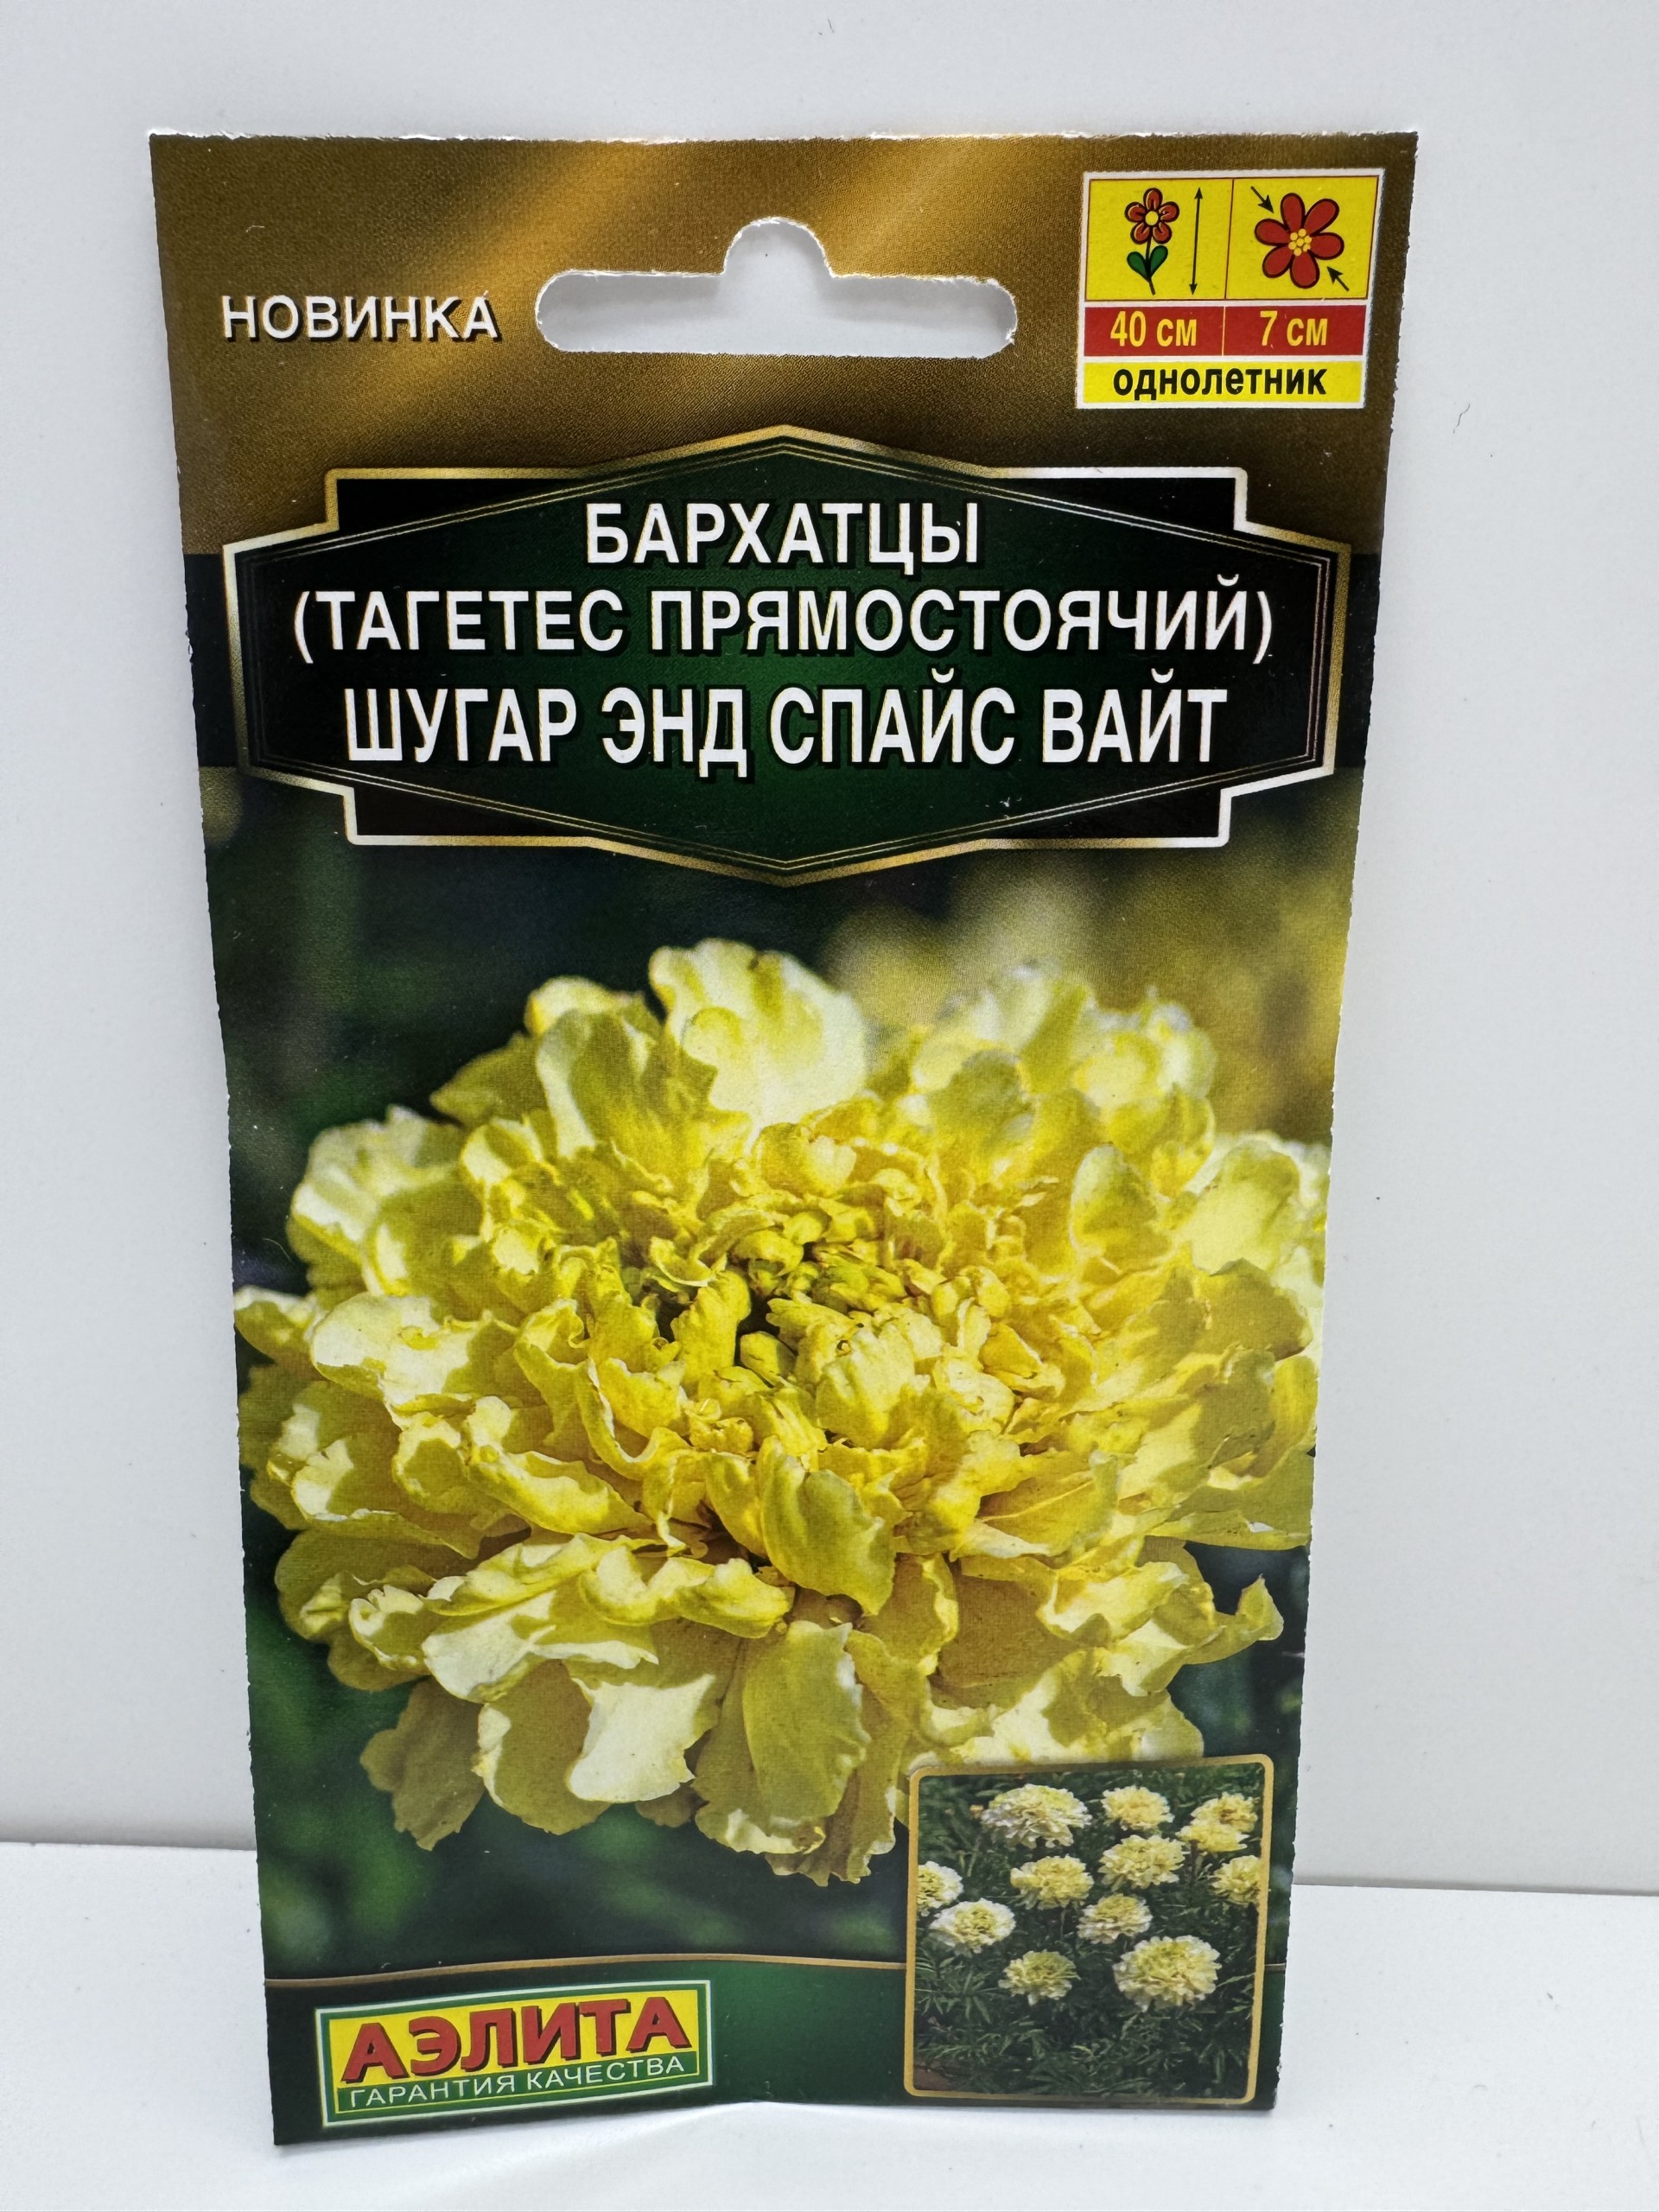 НОВИНКА
40 см
7 см
однолетник
БАРХАТЦЫ
(ТАГЕТЕС ПРЯМОСТОЯЧИЙ)
ШУГАР ЭНД СПАЙС ВАЙТ
АЭЛИТА
ГАРАНТИЯ КАЧЕСТВА